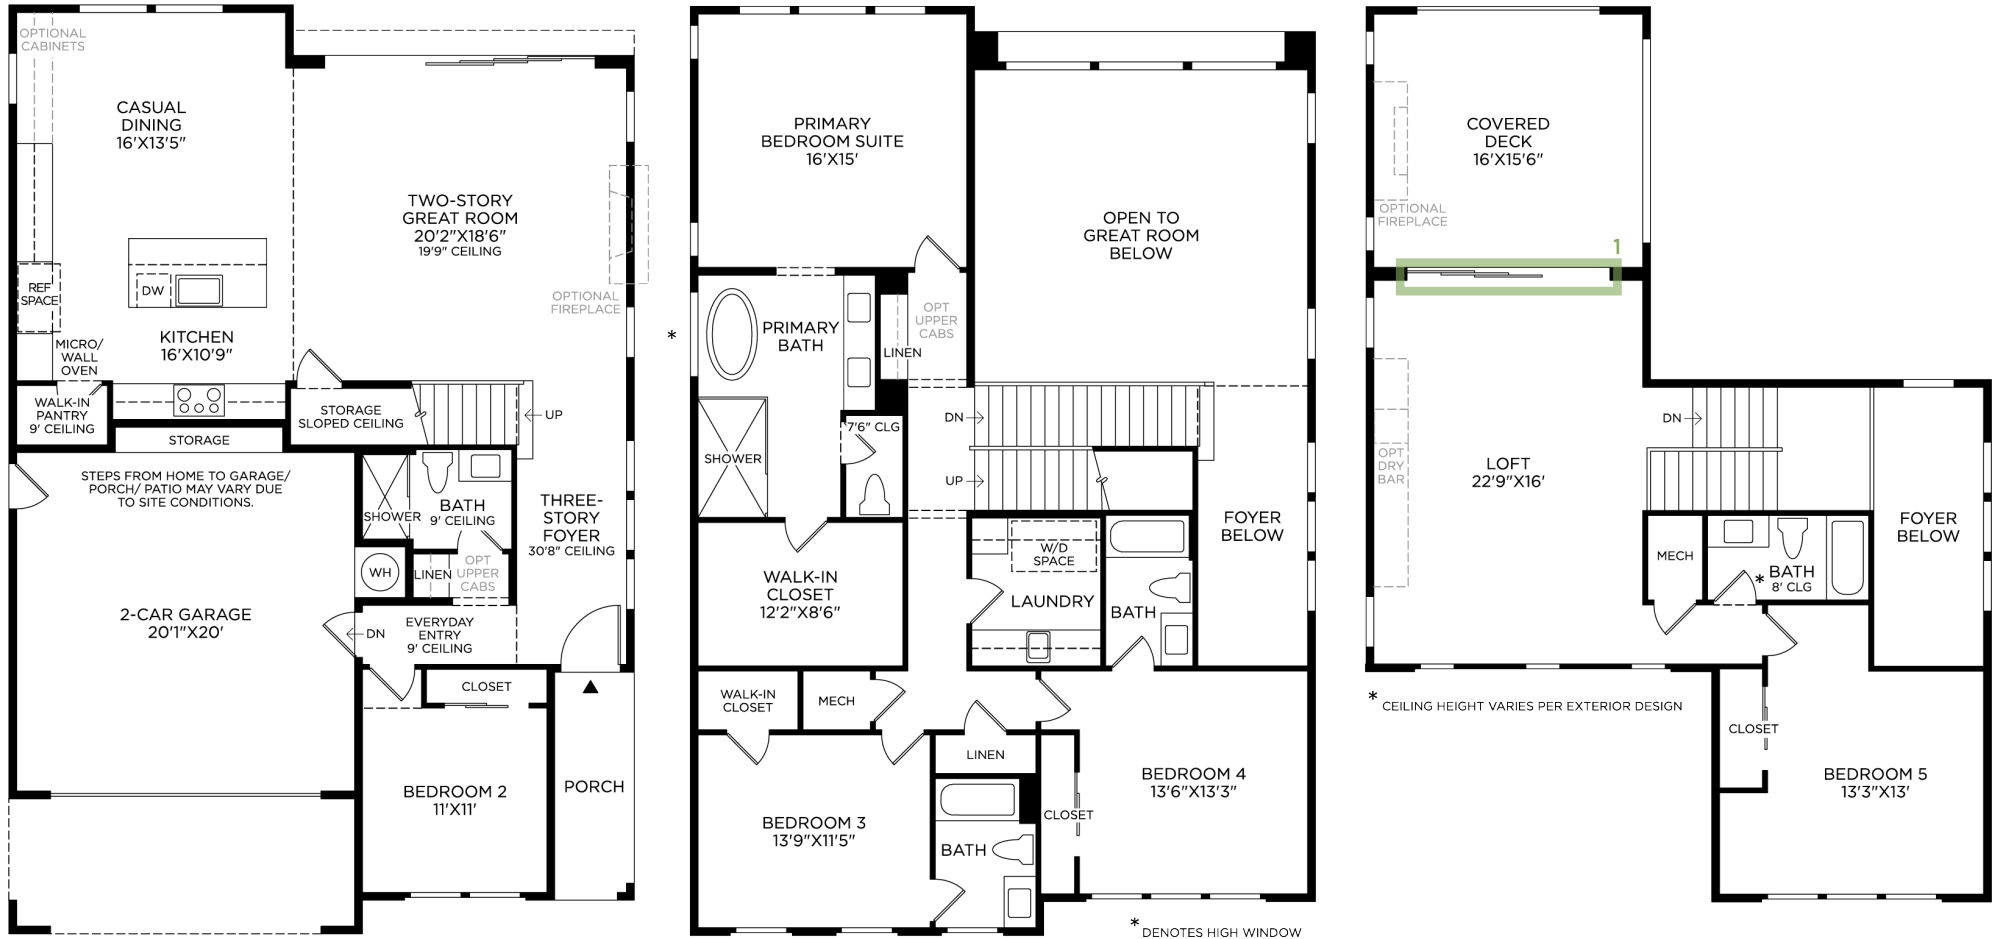 OPTIONAL
CABINETS
CASUAL
DINING
16'X13'5"
TWO-STORY
GREAT ROOM
20'2"X18'6"
19'9" CEILING
OPTIONAL
FIREPLACE
REF
SPACE
DW
KITCHEN
16'X10'9"
MICRO/
WALL
OVEN
WALK-IN
PANTRY
9' CEILING
STORAGE
SLOPED CEILING
UP
STORAGE
STEPS FROM HOME TO GARAGE/
PORCH/ PATIO MAY VARY DUE
TO SITE CONDITIONS.
SHOWER
BATH
9' CEILING
THREE-
STORY
FOYER
30'8" CEILING
WH
LINEN
OPT
UPPER
CABS
2-CAR GARAGE
20'1"X20'
DN
EVERYDAY
ENTRY
9' CEILING
CLOSET
BEDROOM 2
11'X11'
PORCH
PRIMARY
BEDROOM SUITE
16'X15'
OPEN TO
GREAT ROOM
BELOW
*
PRIMARY
BATH
LINEN
OPT
UPPER
CABS
SHOWER
7'6" CLG
DN
UP
FOYER
BELOW
WALK-IN
CLOSET
12'2"X8'6"
W/D
SPACE
LAUNDRY
BATH
WALK-IN
CLOSET
MECH
LINEN
BEDROOM 3
13'9"X11'5"
BATH
CLOSET
BEDROOM 4
13'6"X13'3"
* DENOTES HIGH WINDOW
COVERED
DECK
16'X15'6"
OPTIONAL
FIREPLACE
1
OPT
DRY
BAR
LOFT
22'9"X16'
DN
MECH
* BATH
8' CLG
FOYER
BELOW
* CEILING HEIGHT VARIES PER EXTERIOR DESIGN
CLOSET
BEDROOM 5
13'3"X13'